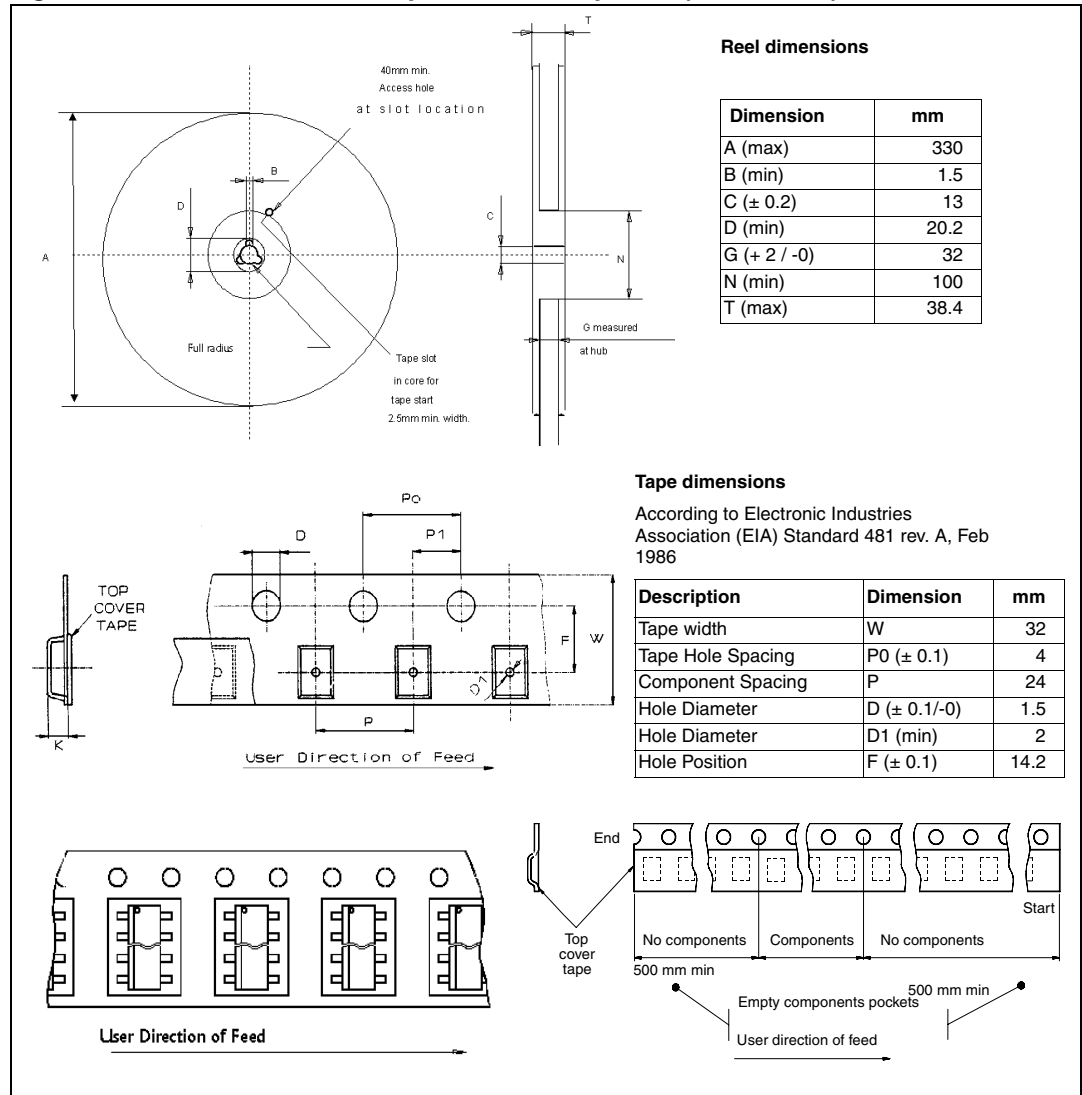 T
40mm min.
Access hole
at slot location
B
D
C
A
N
G measured
at hub
Full radius
Tape slot
in core for
tape start
2.5mm min. width.
Reel dimensions
Dimension mm
A (max) 330
B (min) 1.5
C (± 0.2) 13
D (min) 20.2
G (+ 2 / -0) 32
N (min) 100
T (max) 38.4
Po
D
P1
TOP
COVER
TAPE
F
W
D1
P
K
User Direction of Feed
Tape dimensions
According to Electronic Industries
Association (EIA) Standard 481 rev. A, Feb
1986
Description Dimension mm
Tape width W 32
Tape Hole Spacing P0 (± 0.1) 4
Component Spacing P 24
Hole Diameter D (± 0.1/-0) 1.5
Hole Diameter D1 (min) 2
Hole Position F (± 0.1) 14.2
User Direction of Feed
End
Start
Top
cover
tape
No components Components No components
500 mm min
500 mm min
Empty components pockets
User direction of feed